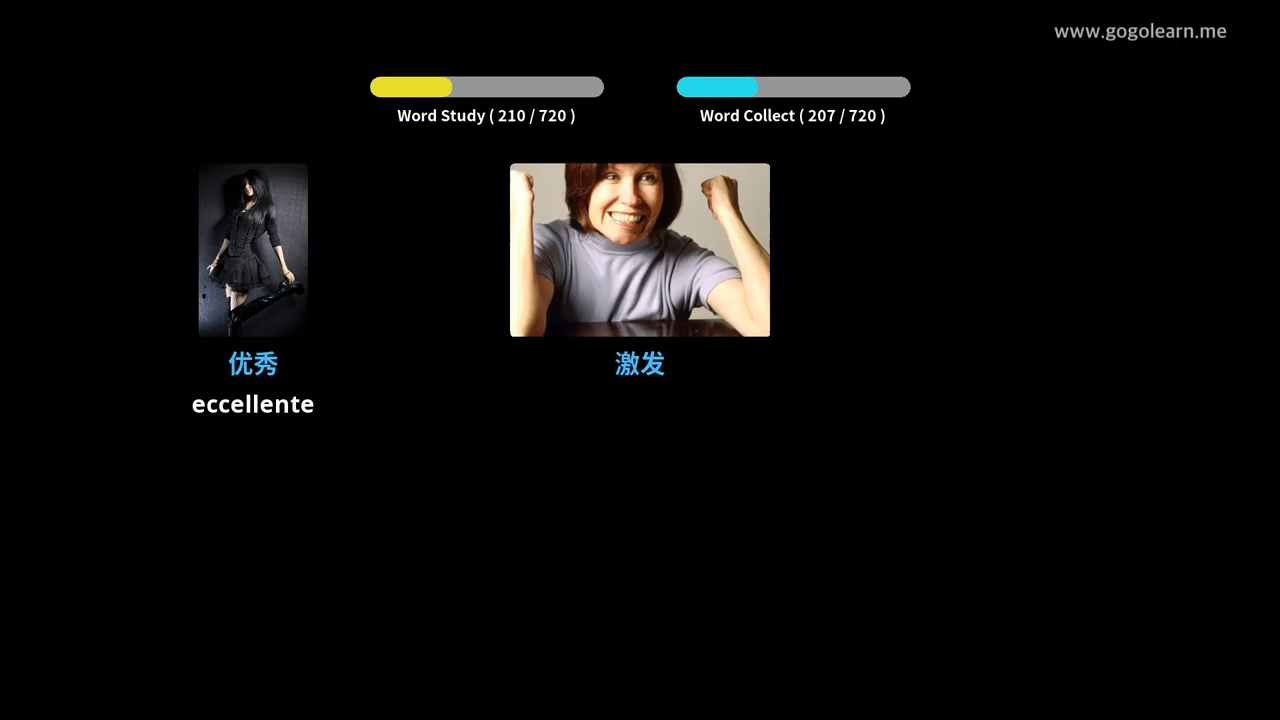 www.gogolearn.me
Word Study ( 210 / 720 )
Word Collect ( 207 / 720 )
优秀
激发
eccellente